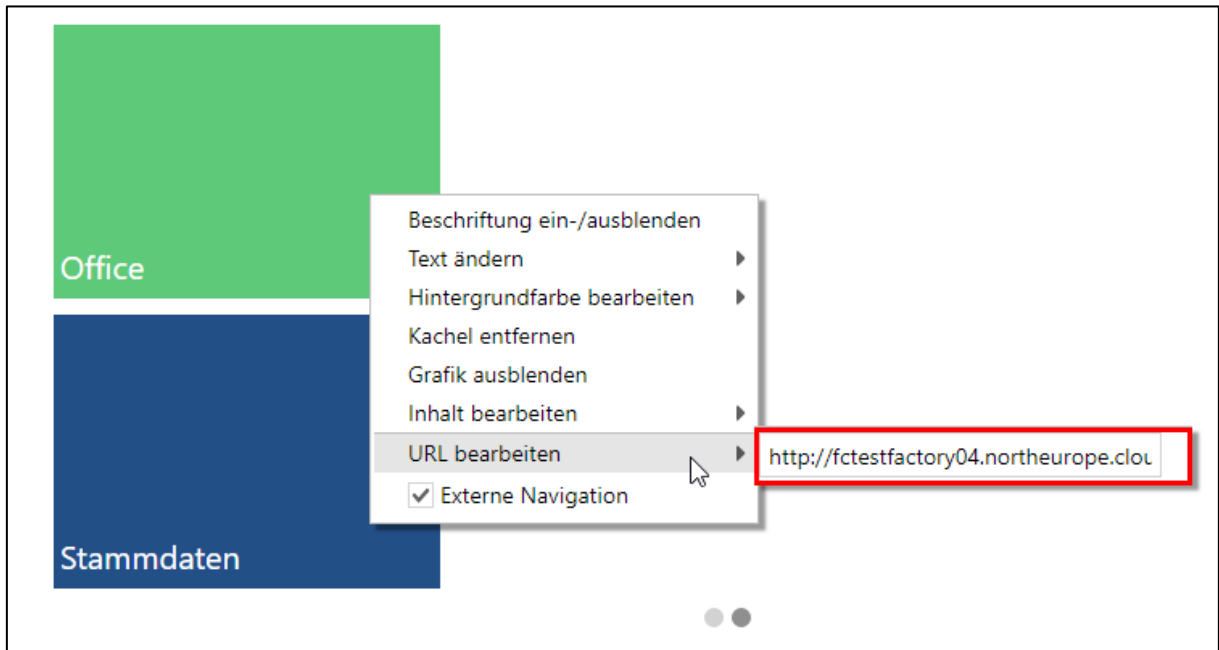 Office
Beschriftung ein-/ausblenden
Text ändern
Hintergrundfarbe bearbeiten
Kachel entfernen
Grafik ausblenden
Inhalt bearbeiten
URL bearbeiten
http://fctestfactory04.northeurope.clou
Externe Navigation
Stammdaten